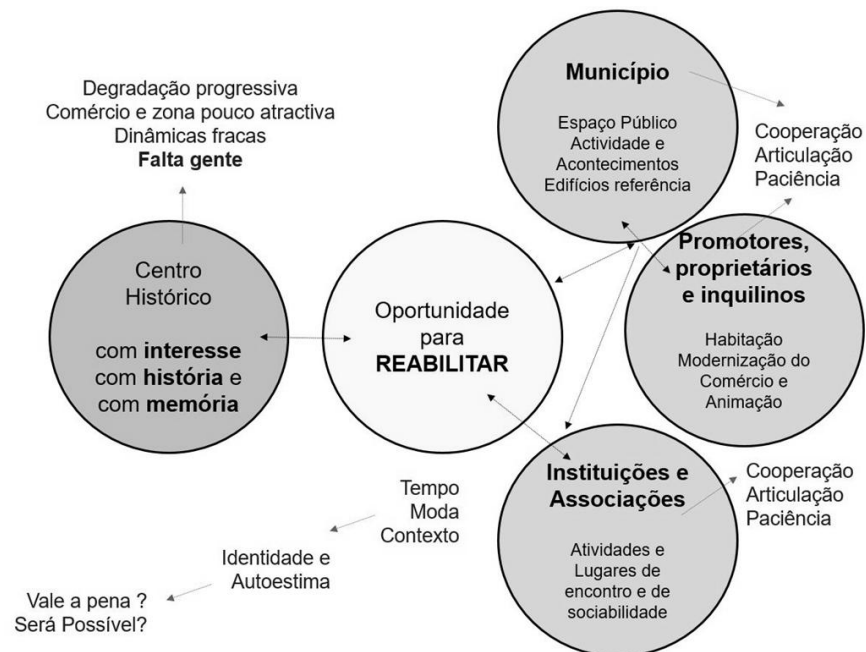 Degradação progressiva
Comércio e zona pouco atractiva
Dinâmicas fracas
Falta gente
Centro
Histórico
com interesse
com história e
com memória
Oportunidade
para
REABILITAR
Município
Espaço Público
Actividade e
Acontecimentos
Edifícios referência
Cooperação
Articulação
Paciência
Promotores,
proprietários
e inquilinos
Habitação
Modernização do
Comércio e
Animação
Instituições e
Associações
Atividades e
Lugares de
encontro e de
sociabilidade
Cooperação
Articulação
Paciência
Tempo
Moda
Contexto
Identidade e
Autoestima
Vale a pena ?
Será Possível?